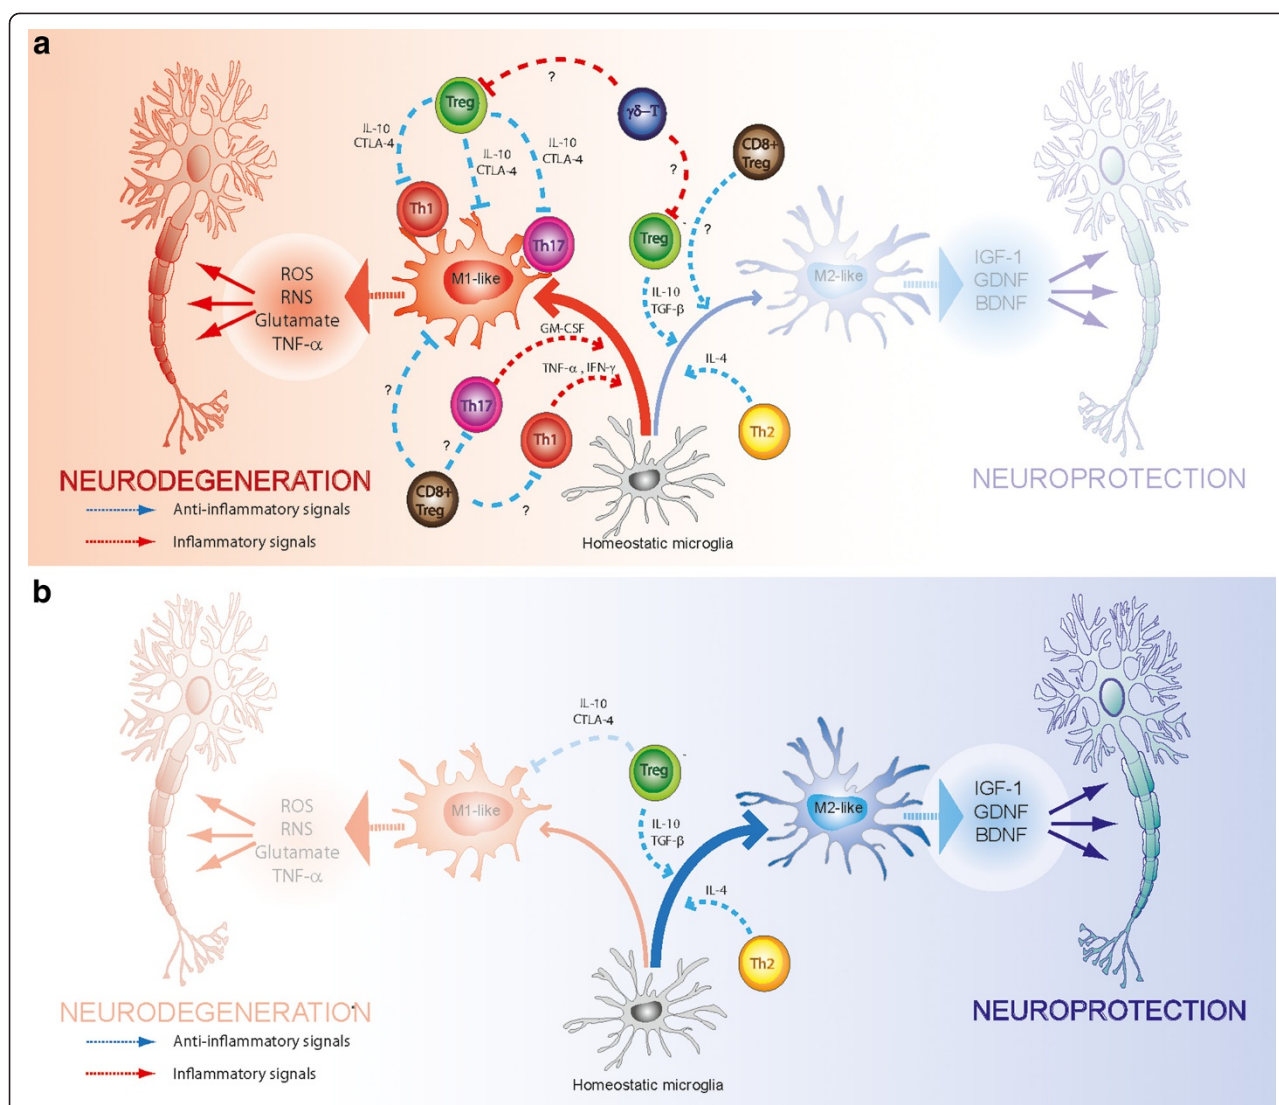 a
Treg
?
γδ-T
IL-10
CTLA-4
IL-10
CTLA-4
IL-10
CTLA-4
CD8+
Treg
?
Th1
Th17
Treg
?
M1-like
M2-like
ROS
RNS
Glutamate
TNF-α
IGF-1
GDNF
BDNF
IL-10
TGF-β
GM-CSF
TNF-α , IFN-γ
IL-4
?
Th17
Th1
Th2
?
CD8+
Treg
?
NEURODEGENERATION
NEUROPROTECTION
Anti-inflammatory signals
Inflammatory signals
Homeostatic microglia
b
IL-10
CTLA-4
Treg
M1-like
M2-like
ROS
RNS
Glutamate
TNF-α
IGF-1
GDNF
BDNF
IL-10
TGF-β
IL-4
Th2
NEURODEGENERATION
NEUROPROTECTION
Anti-inflammatory signals
Inflammatory signals
Homeostatic microglia